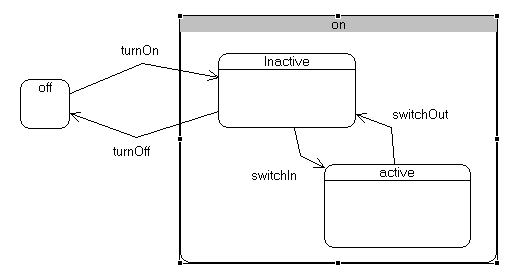 on
turnOn
Inactive
off
switchOut
turnOff
switchIn
active